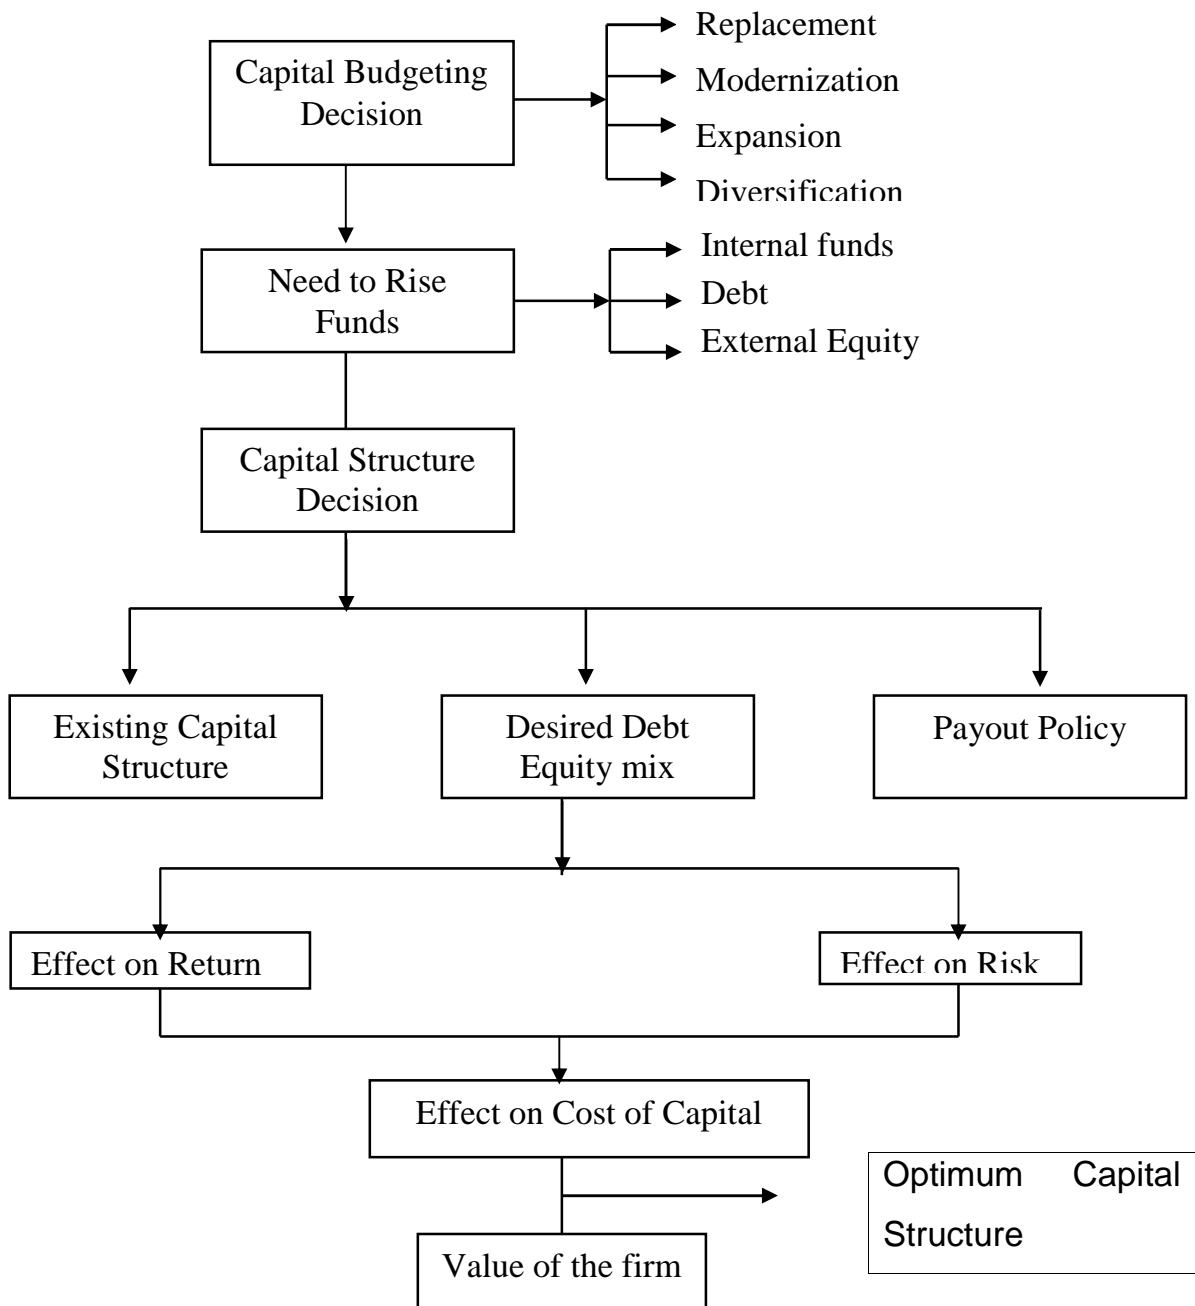 Capital Budgeting
Decision
Replacement
Modernization
Expansion
Diversification
Need to Rise
Funds
Internal funds
Debt
External Equity
Capital Structure
Decision
Existing Capital
Structure
Desired Debt
Equity mix
Payout Policy
Effect on Return
Effect on Risk
Effect on Cost of Capital
Optimum Capital
Structure
Value of the firm